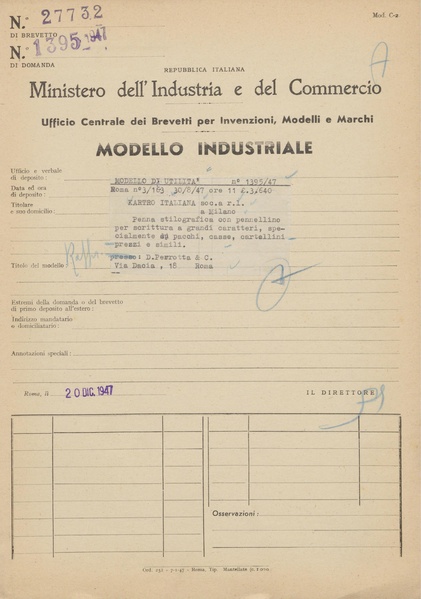 N. 27732
Mod. C-2
DI BREVETTO
N. 1395/1947
DI DOMANDA
A
REPUBBLICA ITALIANA
Ministero dell'Industria e del Commercio
Ufficio Centrale dei Brevetti per Invenzioni, Modelli e Marchi
MODELLO INDUSTRIALE
Ufficio e verbale
di deposito: MODELLO DI UTILITA' n° 1395/47
Data ed ora
di deposito: Roma n°3/163 30/8/47 ore 11 £.3/640
Titolare KARTRO ITALIANA soc.a r.l.
e suo domicilio: a Milano
Penna stilografica con pennellino
per scrittura a grandi caratteri, spe-
cialmente su pacchi, casse, cartellini
prezzi e simili.
presso: D.Perrotta & C.
Titolo del modello Via Dacia, 18 Roma
Estremi della domanda o del brevetto
di primo deposito all'estero:
Indirizzo mandatario
e domiciliatario:
Annotazioni speciali:
Roma, li 20 DIC. 1947
IL DIRETTORE
Osservazioni: